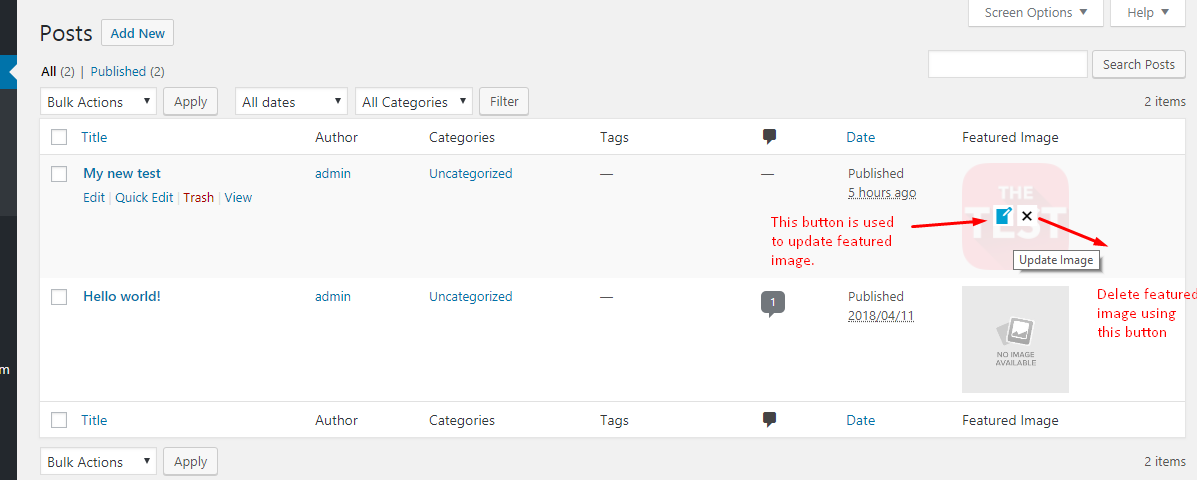 Screen Options ▼ Help ▼
Posts Add New
All (2) | Published (2)
Search Posts
Bulk Actions ▼ Apply All dates ▼ All Categories ▼ Filter 2 items
Title Author Categories Tags Date Featured Image
My new test admin Uncategorized — — Published
Edit | Quick Edit | Trash | View 5 hours ago
THE
TEST
This button is used
to update featured
image.
Update Image
Hello world! admin Uncategorized — 1 Published
2018/04/11
NO IMAGE
AVAILABLE
Delete featured
image using
this button
m
Title Author Categories Tags Date Featured Image
Bulk Actions ▼ Apply 2 items